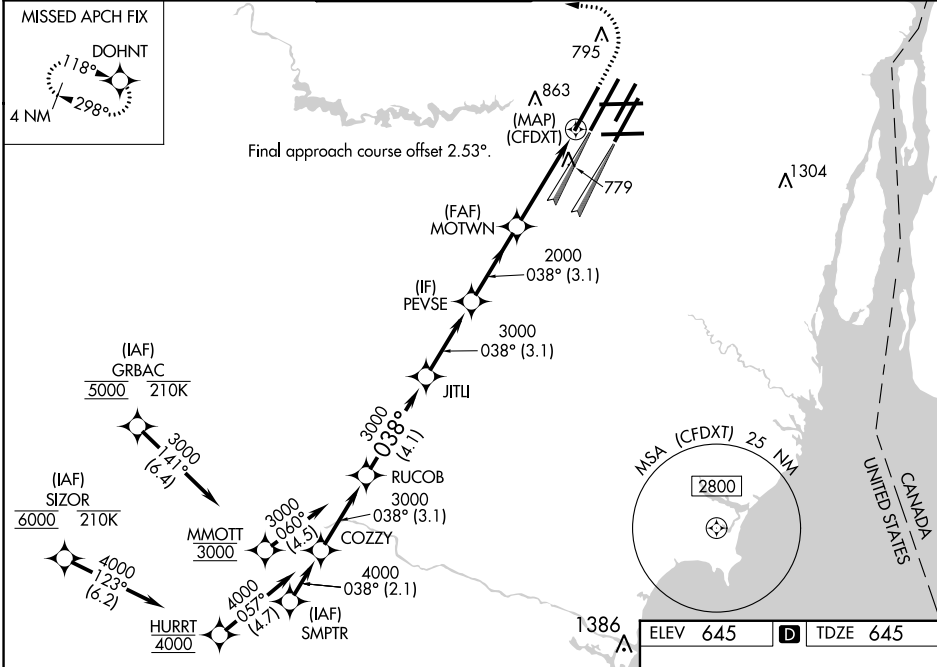 MISSED APCH FIX
DOHNT
118°
298°
4 NM
795
863
(MAP)
(CFDXT)
Final approach course offset 2.53°.
779
1304
(FAF)
MOTWN
2000
038° (3.1)
(IF)
PEVSE
3000
038° (3.1)
JITLI
(IAF)
GRBAC
5000 210K
3000
141°
(6.4)
3000
038°
(4.1)
RUCOB
3000
038° (3.1)
(IAF)
SIZOR
6000 210K
4000
123°
(6.2)
MMOTT
3000
3000
060°
(4.5)
COZZY
4000
038° (2.1)
HURRT
4000
4000
057°
(4.7)
(IAF)
SMPTR
MSA (CFDXT) 25 NM
2800
CANADA
UNITED STATES
1386
ELEV 645 D TDZE 645